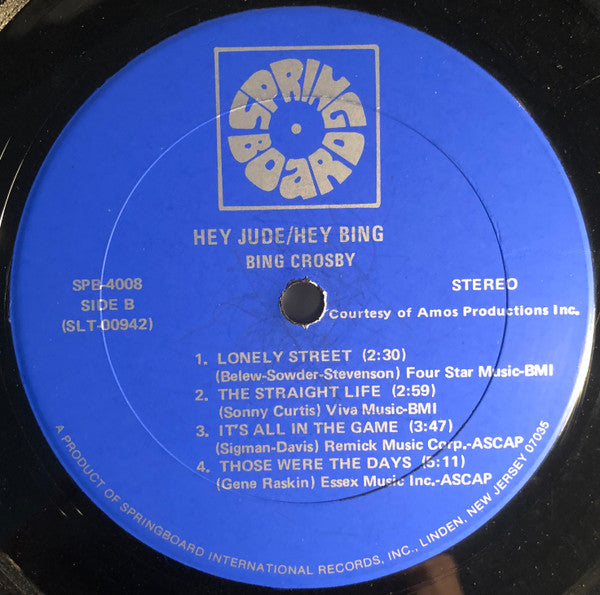 SPRINGBOARD
HEY JUDE/HEY BING
BING CROSBY
SPB-4008
SIDE B
(SLT-00942)
STEREO
Courtesy of Amos Productions Inc.
1. LONELY STREET (2:30)
(Belew-Sowder-Stevenson) Four Star Music-BMI
2. THE STRAIGHT LIFE (2:59)
(Sonny Curtis) Viva Music-BMI
3. IT'S ALL IN THE GAME (3:47)
(Sigman-Davis) Remick Music Corp.-ASCAP
4. THOSE WERE THE DAYS (5:11)
(Gene Raskin) Essex Music Inc.-ASCAP
A PRODUCT OF SPRINGBOARD INTERNATIONAL RECORDS, INC., LINDEN, NEW JERSEY 07035